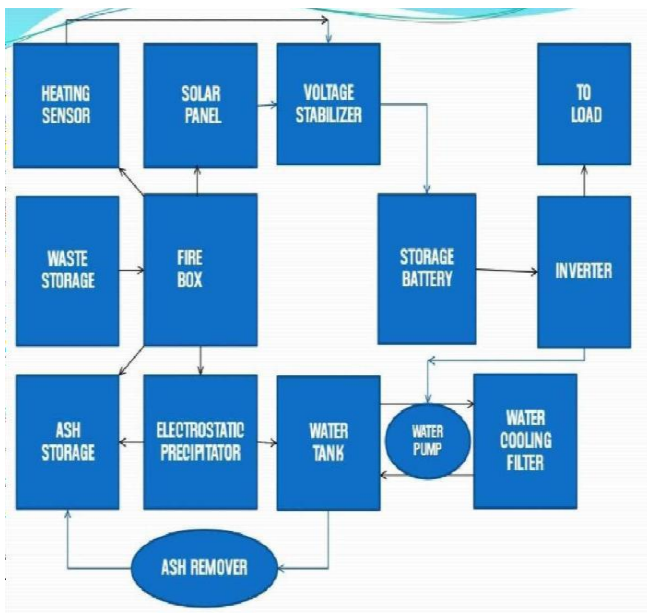 HEATING
SENSOR
SOLAR
PANEL
VOLTAGE
STABILIZER
TO
LOAD
WASTE
STORAGE
FIRE
BOX
STORAGE
BATTERY
INVERTER
ASH
STORAGE
ELECTROSTATIC
PRECIPITATOR
WATER
TANK
WATER
PUMP
WATER
COOLING
FILTER
ASH REMOVER